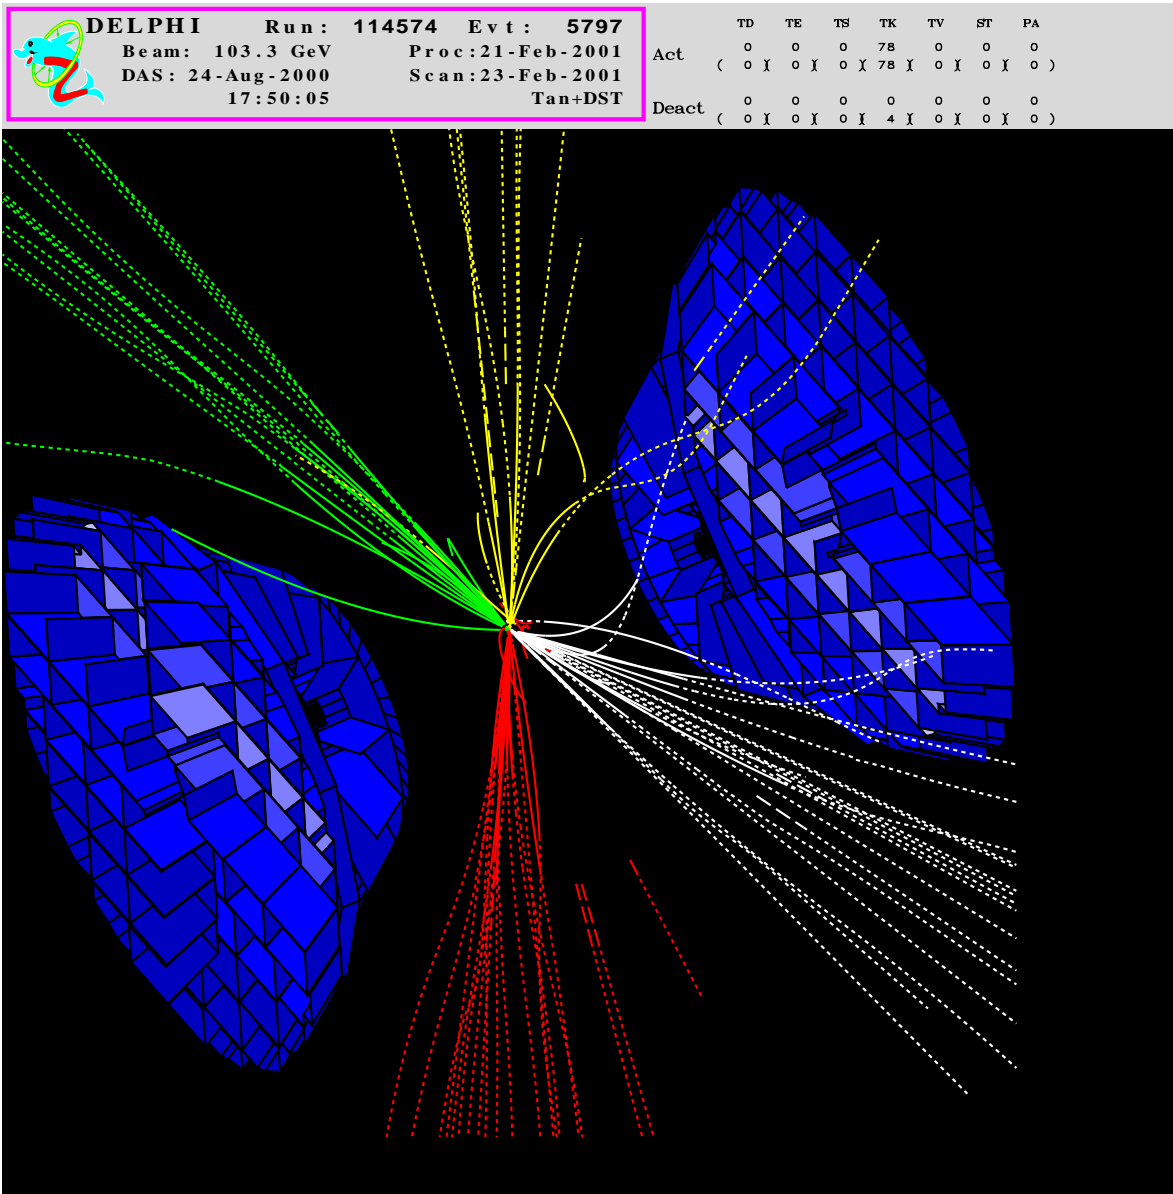 DELPHI Run: 114574 Evt: 5797
Beam: 103.3 GeV Proc:21-Feb-2001
DAS: 24-Aug-2000 Scan:23-Feb-2001
17:50:05 Tan+DST
TD TE TS TK TV ST PA
Act 0 0 0 78 0 0 0
( 0 )( 0 )( 0 )( 78 )( 0 )( 0 )( 0 )
Deact 0 0 0 0 0 0 0
( 0 )( 0 )( 0 )( 4 )( 0 )( 0 )( 0 )